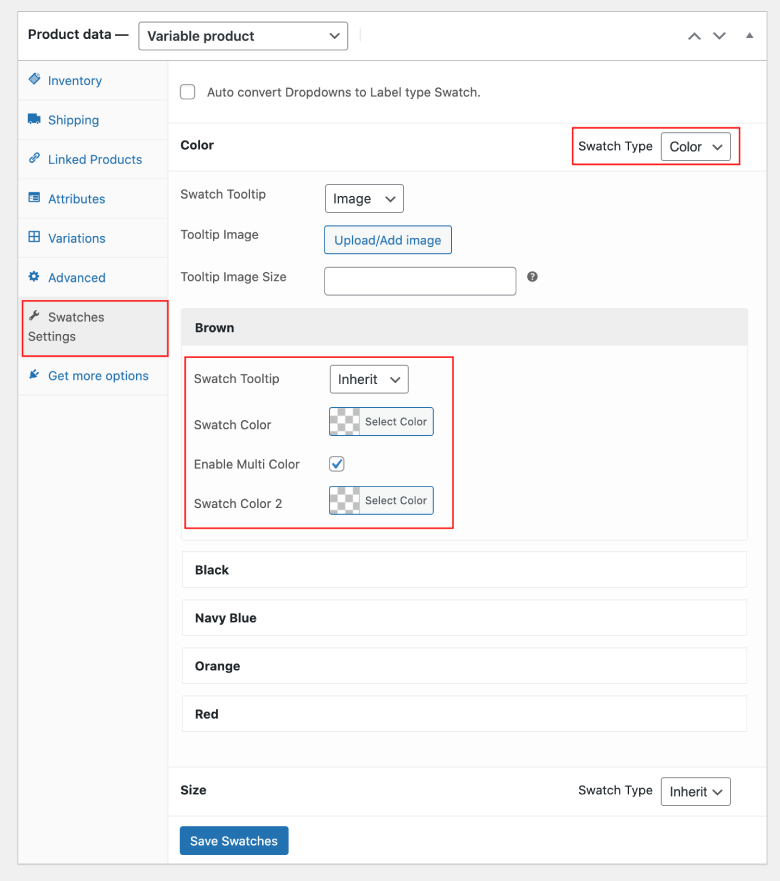 Product data — Variable product
Inventory
Shipping
Linked Products
Attributes
Variations
Advanced
Swatches
Settings
Get more options
Auto convert Dropdowns to Label type Swatch.
Color Swatch Type Color
Swatch Tooltip Image
Tooltip Image Upload/Add image
Tooltip Image Size ?
Brown
Swatch Tooltip Inherit
Swatch Color Select Color
Enable Multi Color
Swatch Color 2 Select Color
Black
Navy Blue
Orange
Red
Size Swatch Type Inherit
Save Swatches